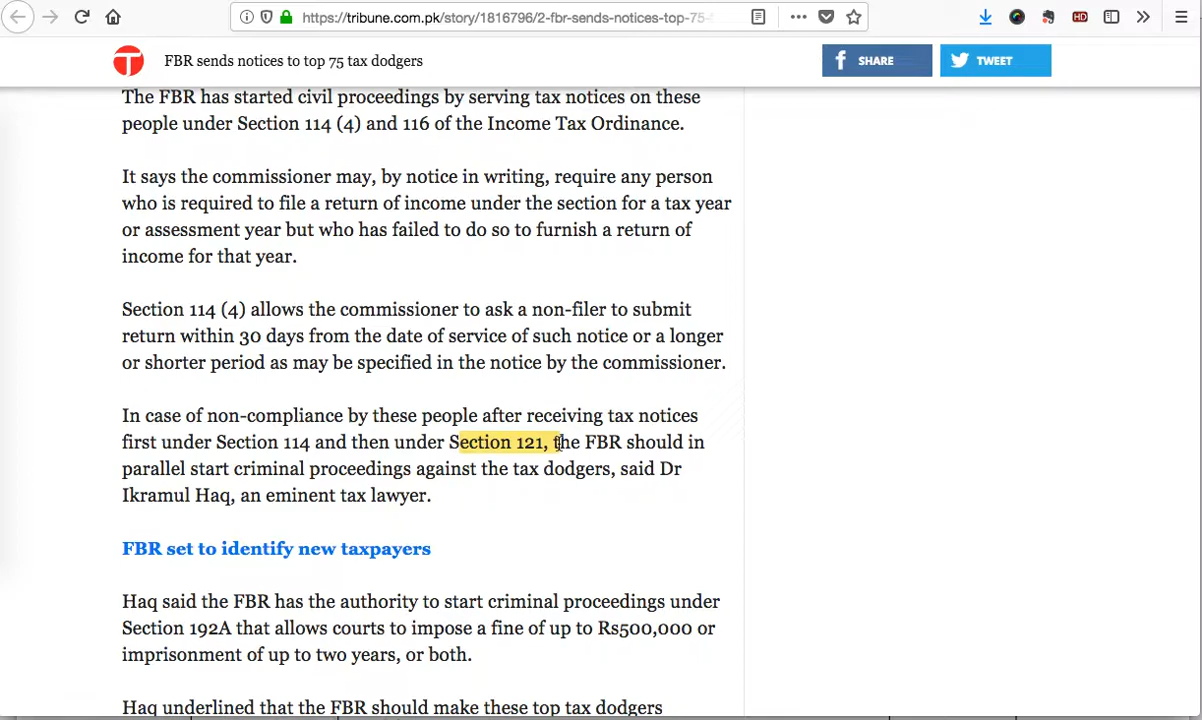 https://tribune.com.pk/story/1816796/2-fbr-sends-notices-top-75-
HD
T FBR sends notices to top 75 tax dodgers
f SHARE
TWEET
The FBR has started civil proceedings by serving tax notices on these
people under Section 114 (4) and 116 of the Income Tax Ordinance.
It says the commissioner may, by notice in writing, require any person
who is required to file a return of income under the section for a tax year
or assessment year but who has failed to do so to furnish a return of
income for that year.
Section 114 (4) allows the commissioner to ask a non-filer to submit
return within 30 days from the date of service of such notice or a longer
or shorter period as may be specified in the notice by the commissioner.
In case of non-compliance by these people after receiving tax notices
first under Section 114 and then under Section 121, the FBR should in
parallel start criminal proceedings against the tax dodgers, said Dr
Ikramul Haq, an eminent tax lawyer.
FBR set to identify new taxpayers
Haq said the FBR has the authority to start criminal proceedings under
Section 192A that allows courts to impose a fine of up to Rs500,000 or
imprisonment of up to two years, or both.
Haq underlined that the FBR should make these top tax dodgers